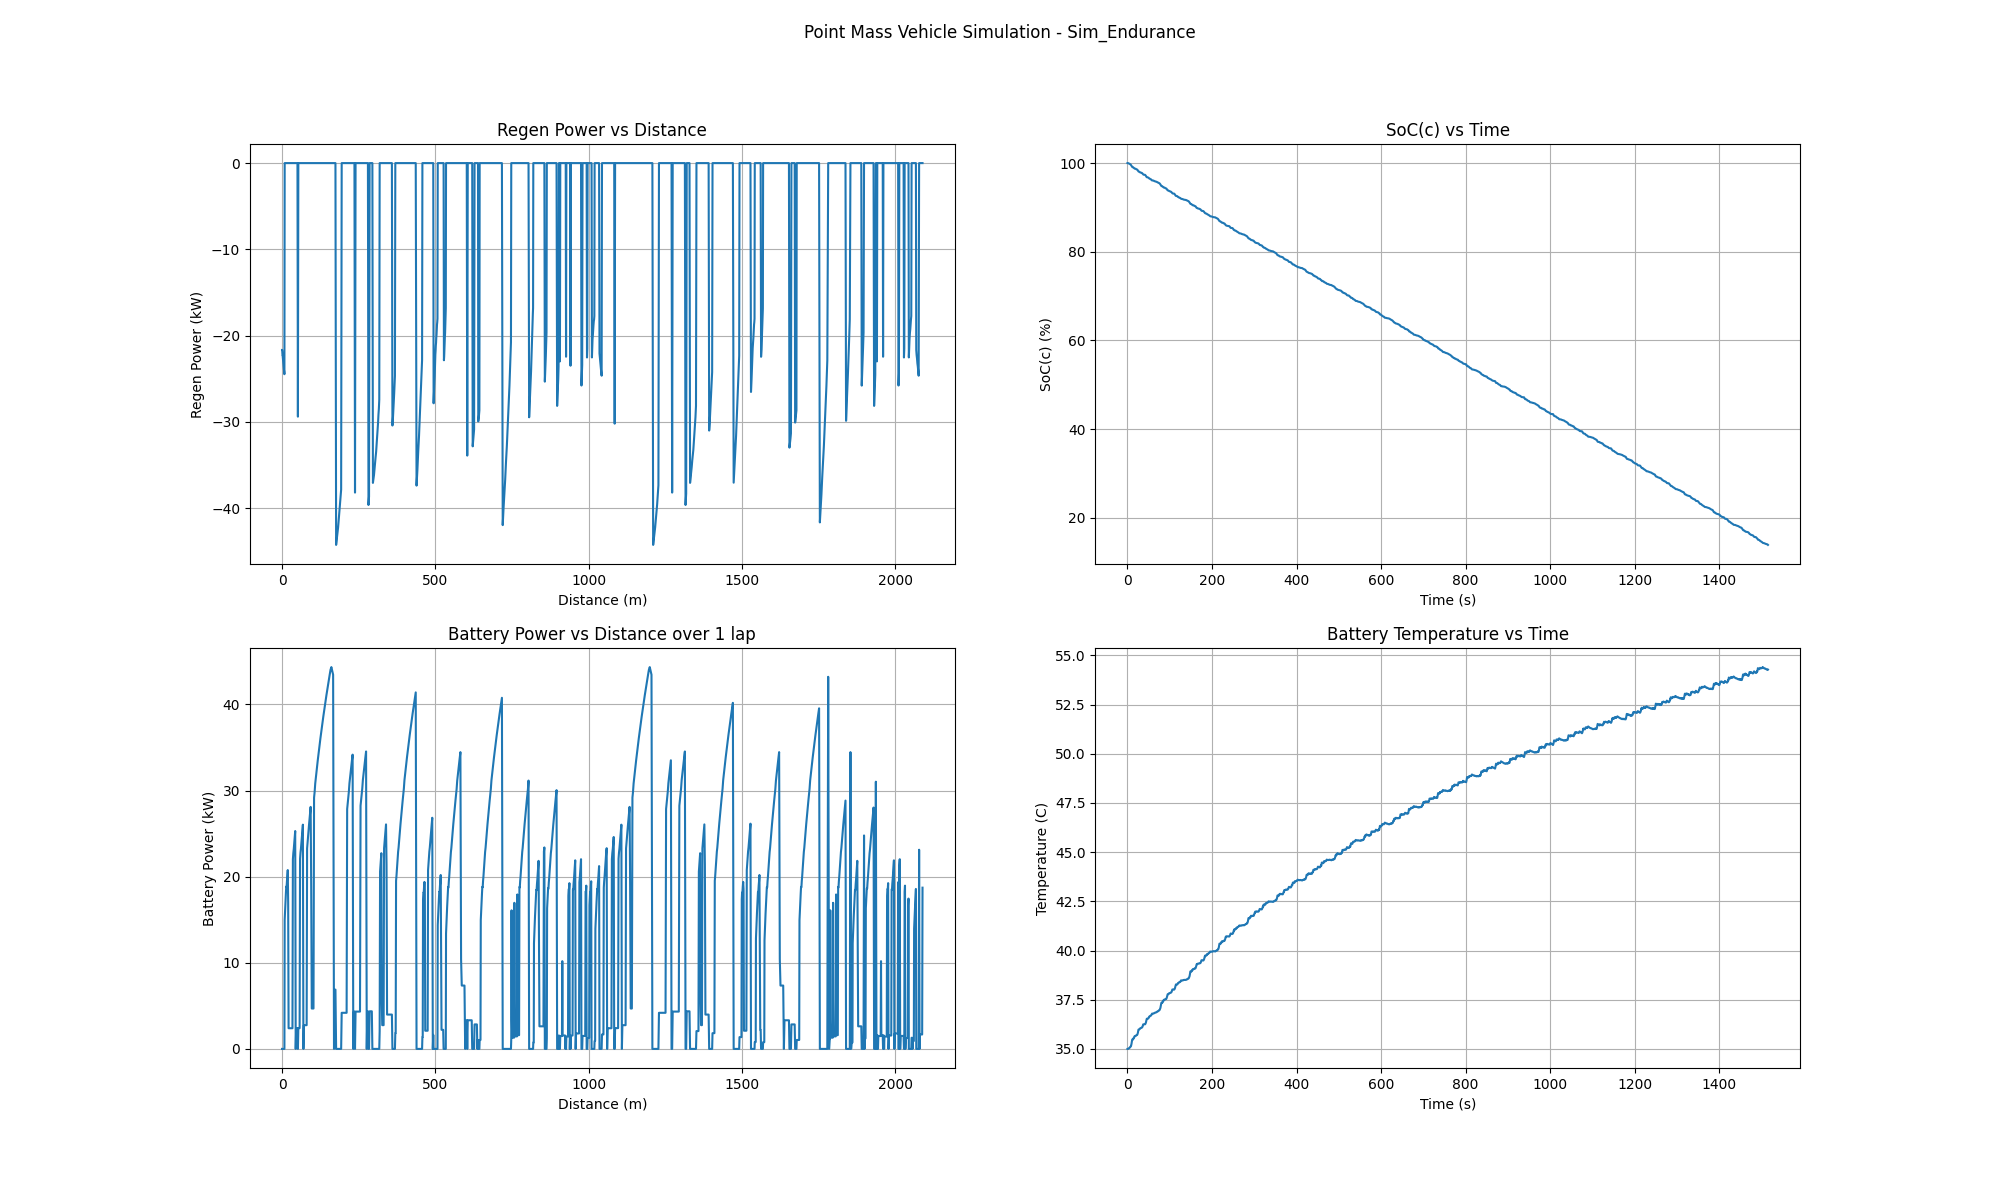 Point Mass Vehicle Simulation - Sim_Endurance
Regen Power vs Distance
0
−10
−20
−30
−40
Regen Power (kW)
0 500 1000 1500 2000
Distance (m)
SoC(c) vs Time
100
80
60
40
20
SoC(c) (%)
0 200 400 600 800 1000 1200 1400
Time (s)
Battery Power vs Distance over 1 lap
40
30
20
10
0
Battery Power (kW)
0 500 1000 1500 2000
Distance (m)
Battery Temperature vs Time
55.0
52.5
50.0
47.5
45.0
42.5
40.0
37.5
35.0
Temperature (C)
0 200 400 600 800 1000 1200 1400
Time (s)